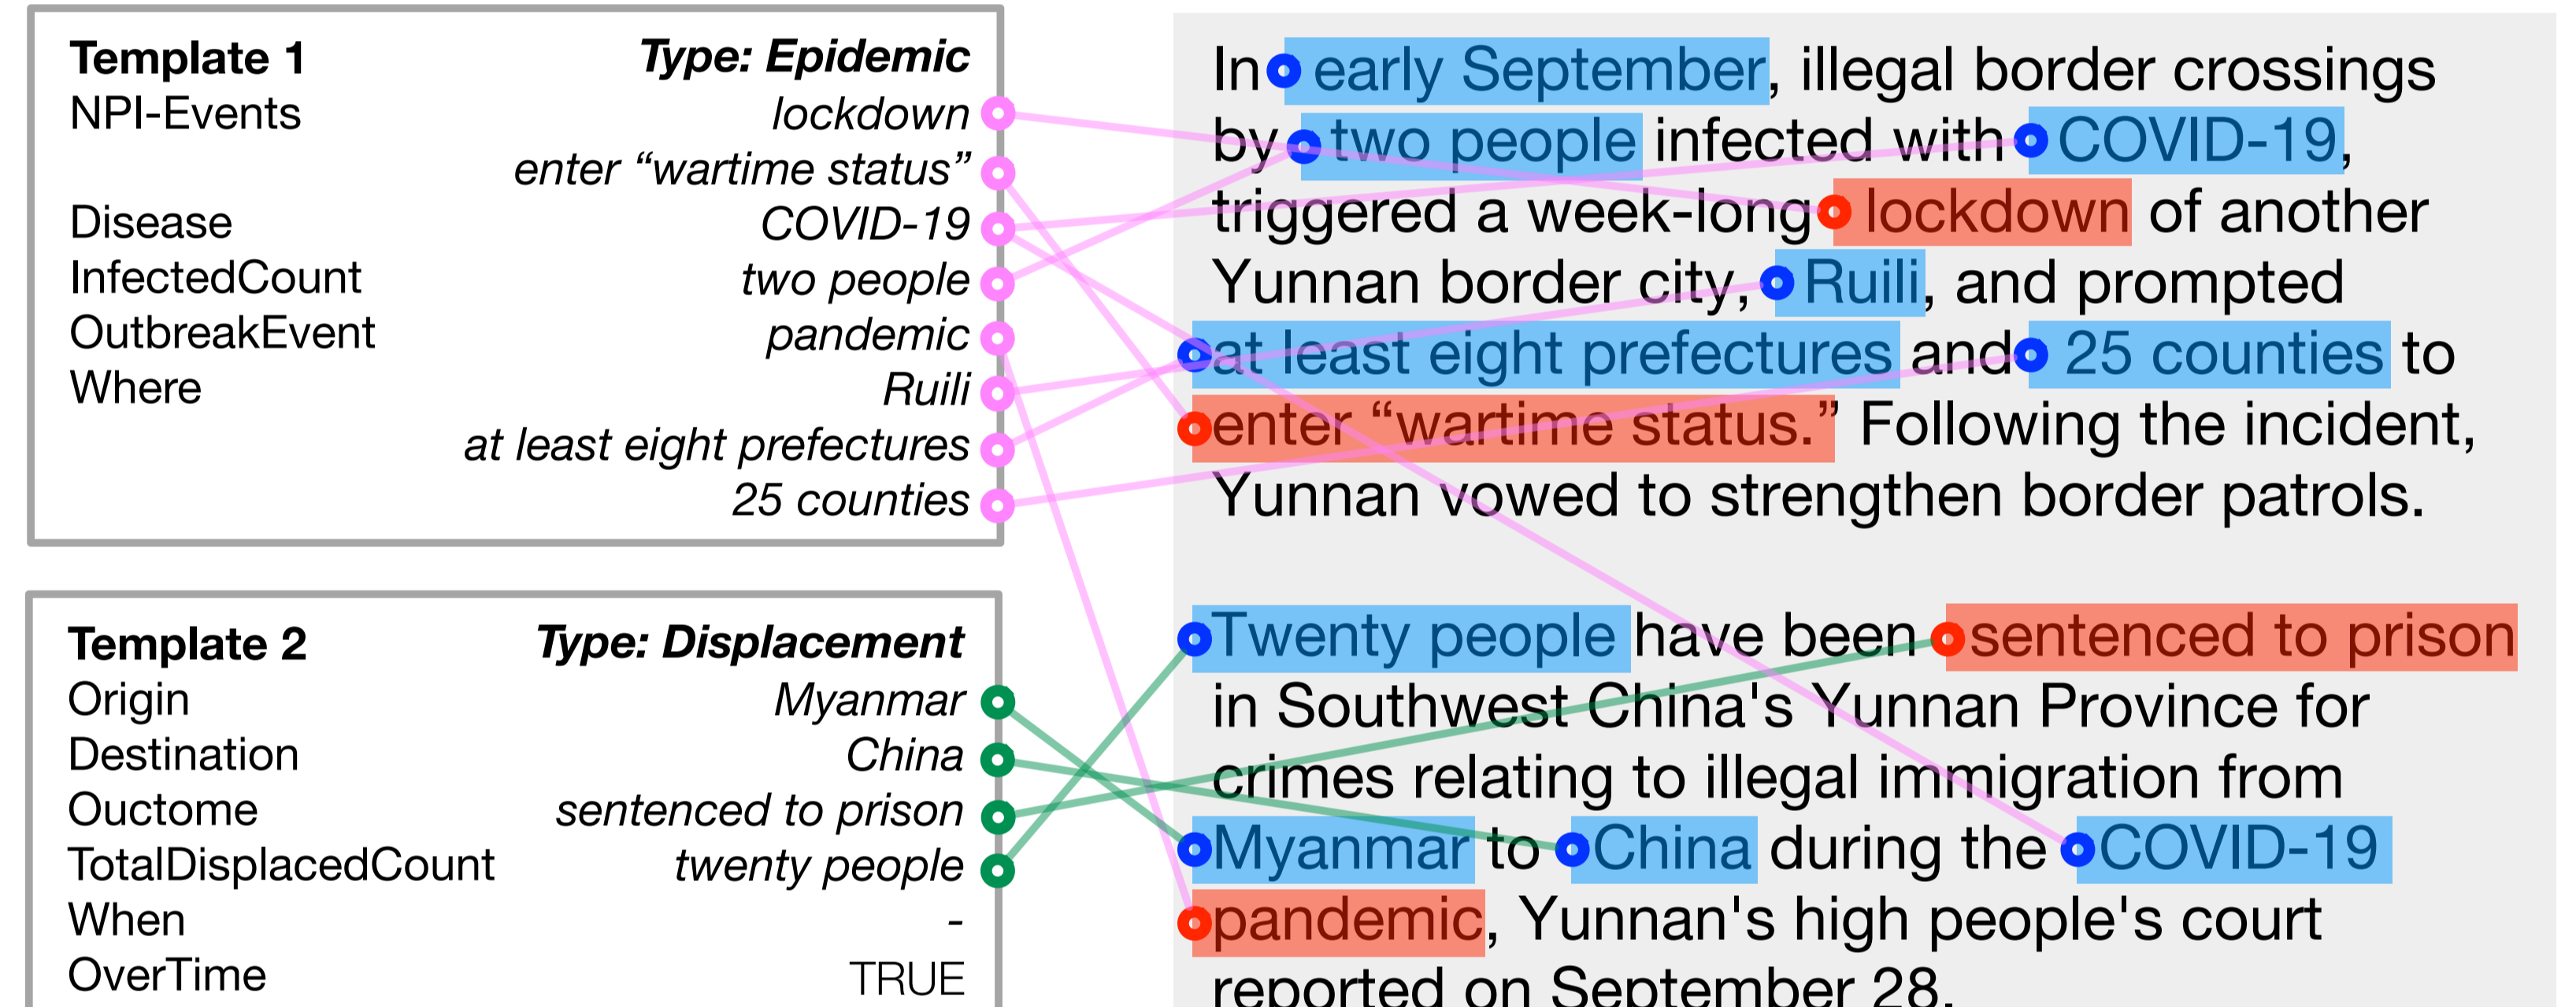 Template 1 Type: Epidemic
NPI-Events lockdown
enter “wartime status”
Disease COVID-19
InfectedCount two people
OutbreakEvent pandemic
Where Ruili
at least eight prefectures
25 counties
Template 2 Type: Displacement
Origin Myanmar
Destination China
Ouctome sentenced to prison
TotalDisplacedCount twenty people
When -
OverTime TRUE
In early September, illegal border crossings
by two people infected with COVID-19,
triggered a week-long lockdown of another
Yunnan border city, Ruili, and prompted
at least eight prefectures and 25 counties to
enter “wartime status.” Following the incident,
Yunnan vowed to strengthen border patrols.
Twenty people have been sentenced to prison
in Southwest China's Yunnan Province for
crimes relating to illegal immigration from
Myanmar to China during the COVID-19
pandemic, Yunnan's high people's court
reported on September 28.